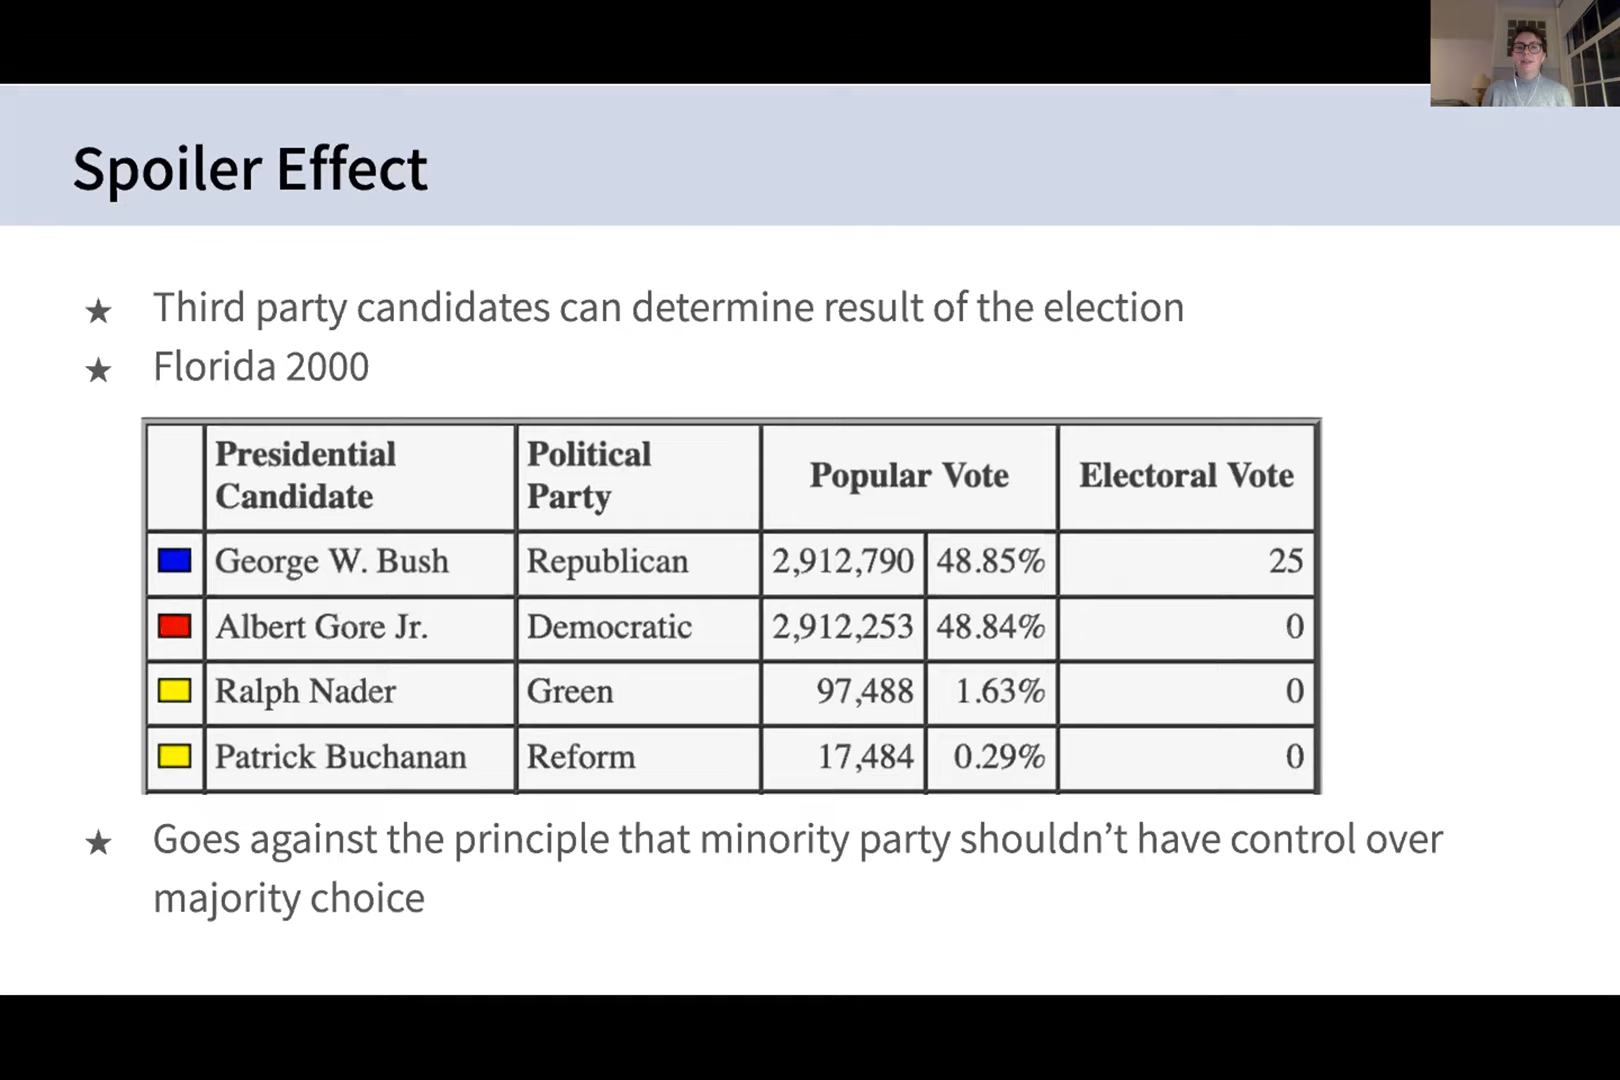 Spoiler Effect
★ Third party candidates can determine result of the election
★ Florida 2000
Presidential Candidate Political Party Popular Vote Electoral Vote
George W. Bush Republican 2,912,790 48.85% 25
Albert Gore Jr. Democratic 2,912,253 48.84% 0
Ralph Nader Green 97,488 1.63% 0
Patrick Buchanan Reform 17,484 0.29% 0
★ Goes against the principle that minority party shouldn't have control over
majority choice